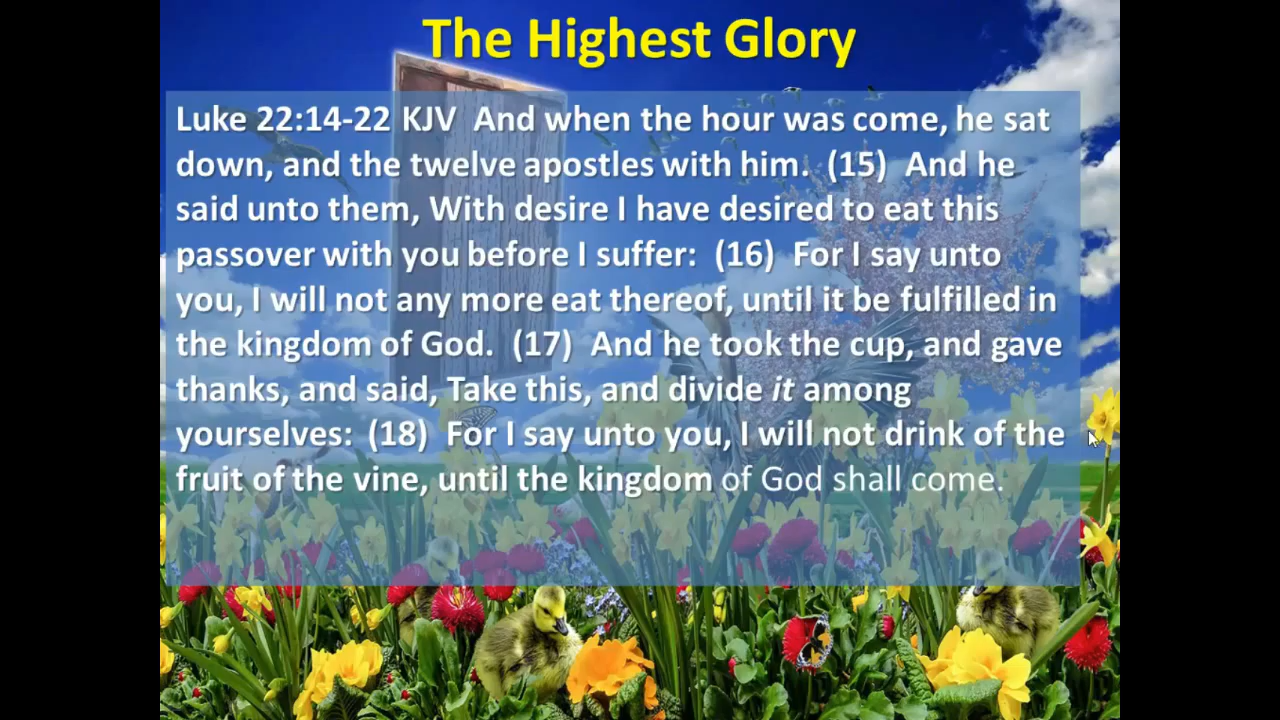 The Highest Glory
Luke 22:14-22 KJV  And when the hour was come, he sat
down, and the twelve apostles with him.  (15)  And he
said unto them, With desire I have desired to eat this
passover with you before I suffer:  (16)  For I say unto
you, I will not any more eat thereof, until it be fulfilled in
the kingdom of God.  (17)  And he took the cup, and gave
thanks, and said, Take this, and divide it among
yourselves:  (18)  For I say unto you, I will not drink of the
fruit of the vine, until the kingdom of God shall come.